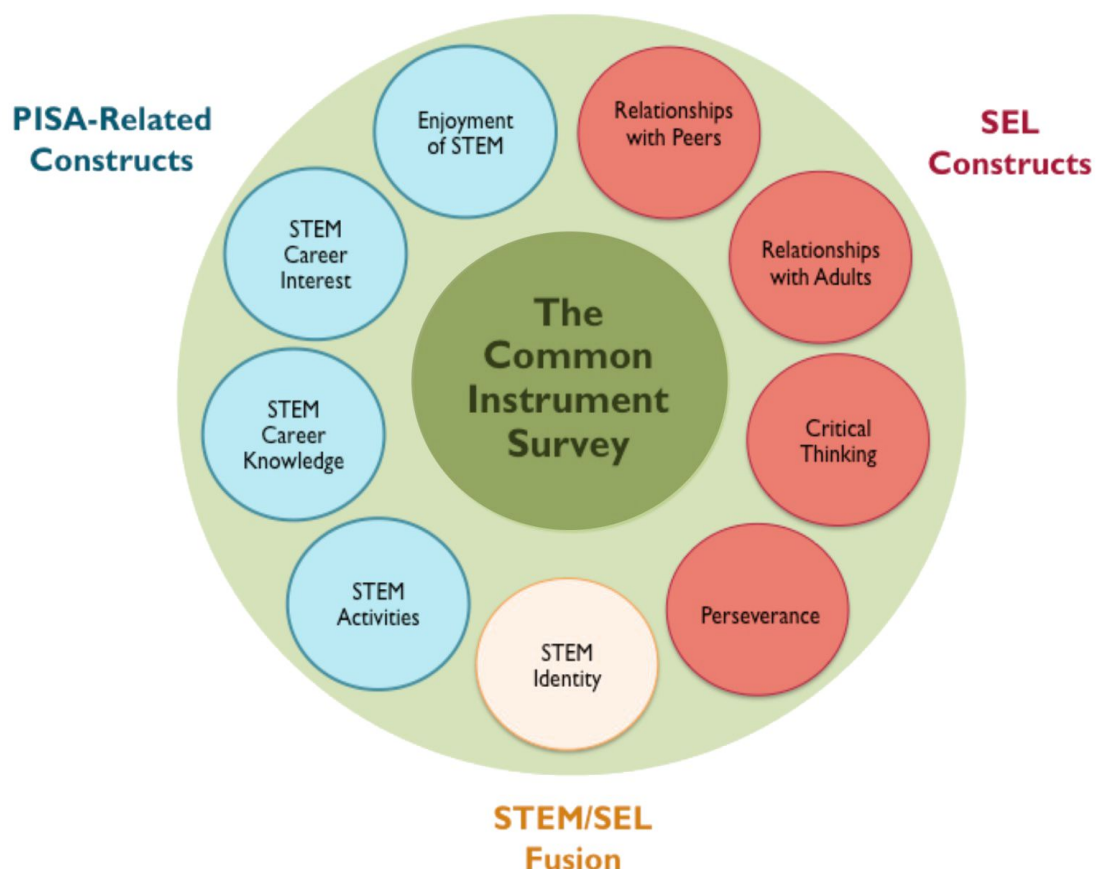 PISA-Related
Constructs
SEL
Constructs
Enjoyment
of STEM
STEM
Career
Interest
STEM
Career
Knowledge
STEM
Activities
The
Common
Instrument
Survey
Relationships
with Peers
Relationships
with Adults
Critical
Thinking
Perseverance
STEM
Identity
STEM/SEL
Fusion